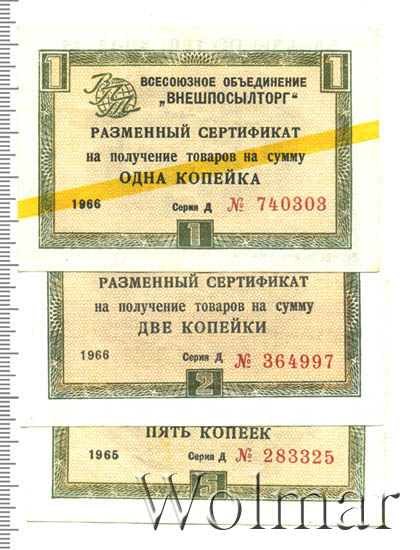 1 ВСЕСОЮЗНОЕ ОБЪЕДИНЕНИЕ 1
„ВНЕШПОСЫЛТОРГ“
РАЗМЕННЫЙ СЕРТИФИКАТ
на получение товаров на сумму
ОДНА КОПЕЙКА
1966 Серия Д № 740303
1
РАЗМЕННЫЙ СЕРТИФИКАТ
на получение товаров на сумму
ДВЕ КОПЕЙКИ
1966 Серия Д № 364997
2
ПЯТЬ КОПЕЕК
1965 Серия Д № 283325
5
Wolmar